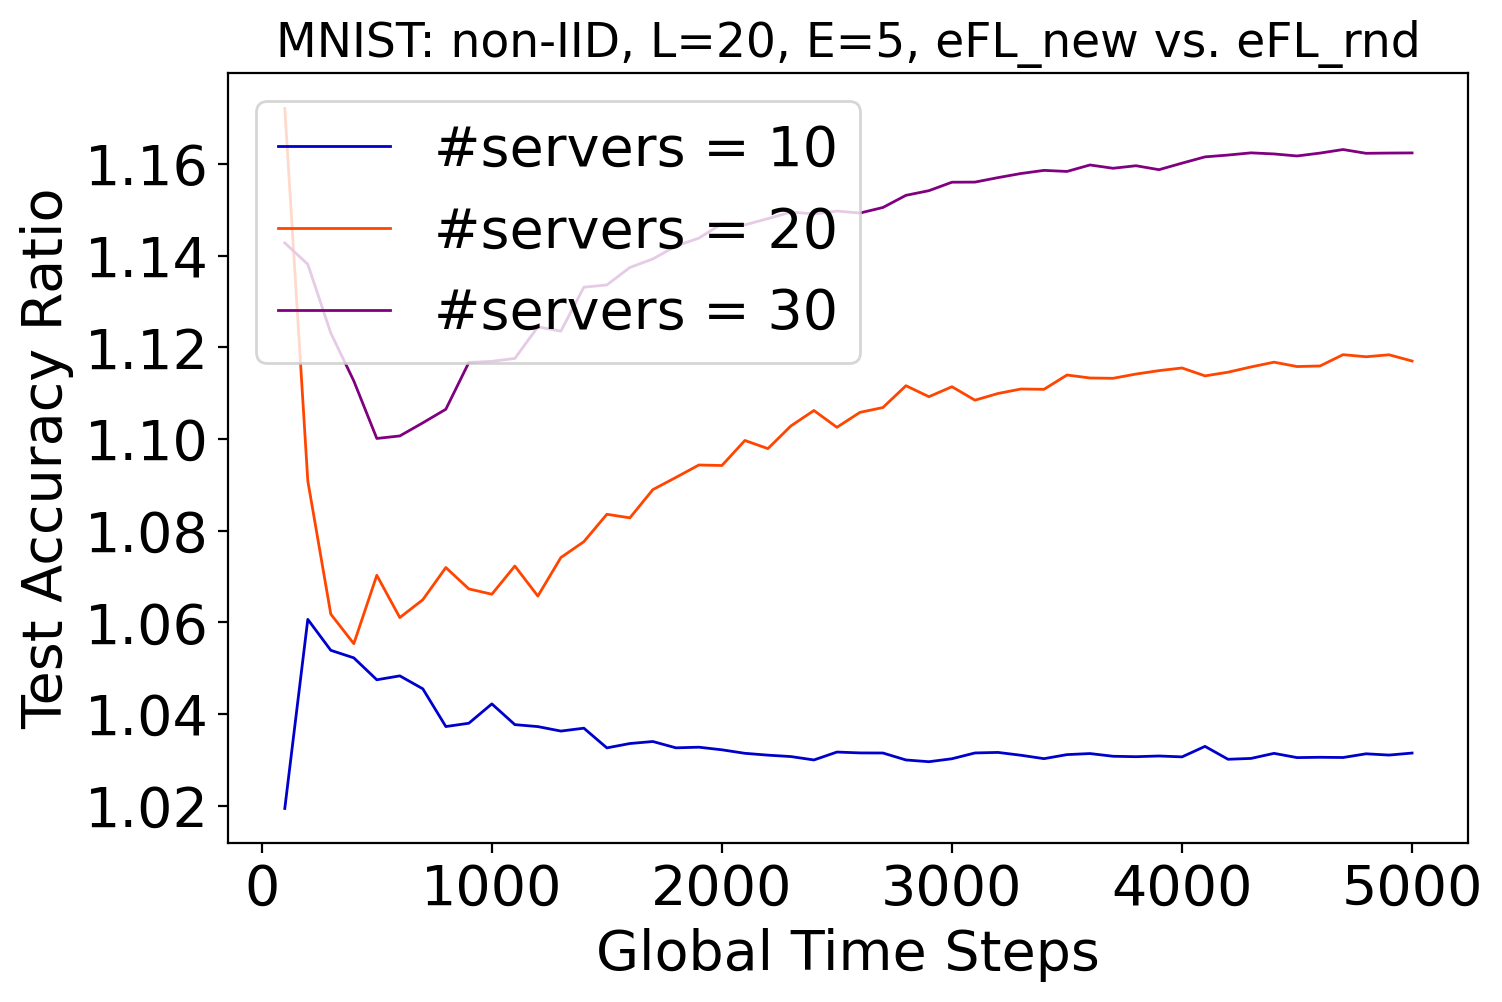 MNIST: non-IID, L=20, E=5, eFL_new vs. eFL_rnd
#servers = 10
#servers = 20
#servers = 30
Test Accuracy Ratio
1.16
1.14
1.12
1.10
1.08
1.06
1.04
1.02
0 1000 2000 3000 4000 5000
Global Time Steps